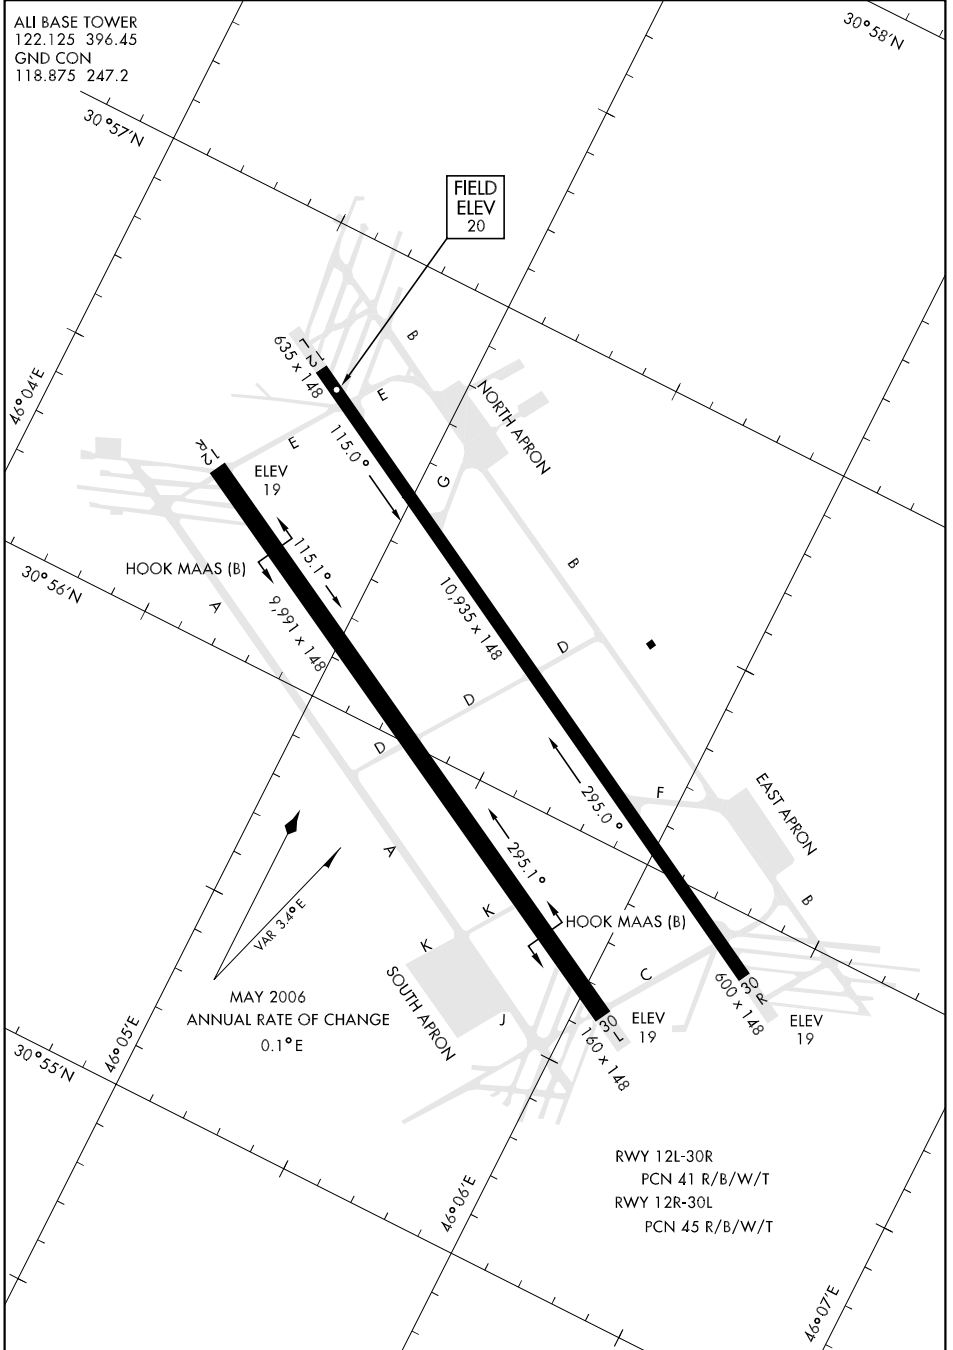 ALI BASE TOWER
122.125 396.45
GND CON
118.875 247.2
30°58'N
30°57'N
FIELD
ELEV
20
B
12
L
635 x 148
E
46°04'E
NORTH APRON
115.0°
E
12
R
ELEV
19
G
HOOK MAAS (B)
115.1°
30°56'N
B
A
9,991 x 148
10,935 x 148
D
D
D
295.0°
F
EAST APRON
A
295.1°
VAR 3.4°E
K
B
HOOK MAAS (B)
K
C
SOUTH APRON
30
R
600 x 148
MAY 2006
ANNUAL RATE OF CHANGE
0.1°E
J
30
L
160 x 148
ELEV
19
ELEV
19
46°05'E
30°55'N
RWY 12L-30R
PCN 41 R/B/W/T
RWY 12R-30L
PCN 45 R/B/W/T
46°06'E
46°07'E